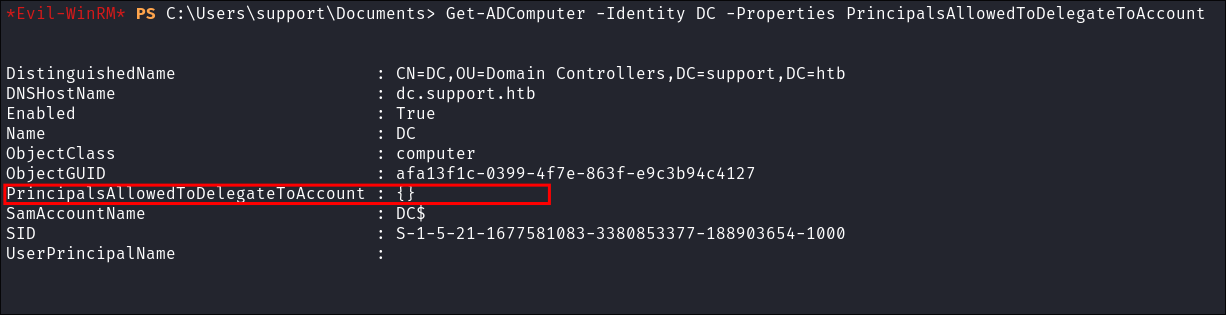 *Evil-WinRM* PS C:\Users\support\Documents> Get-ADComputer -Identity DC -Properties PrincipalsAllowedToDelegateToAccount
DistinguishedName : CN=DC,OU=Domain Controllers,DC=support,DC=htb
DNSHostName : dc.support.htb
Enabled : True
Name : DC
ObjectClass : computer
ObjectGUID : afa13f1c-0399-4f7e-863f-e9c3b94c4127
PrincipalsAllowedToDelegateToAccount : {}
SamAccountName : DC$
SID : S-1-5-21-1677581083-3380853377-188903654-1000
UserPrincipalName :